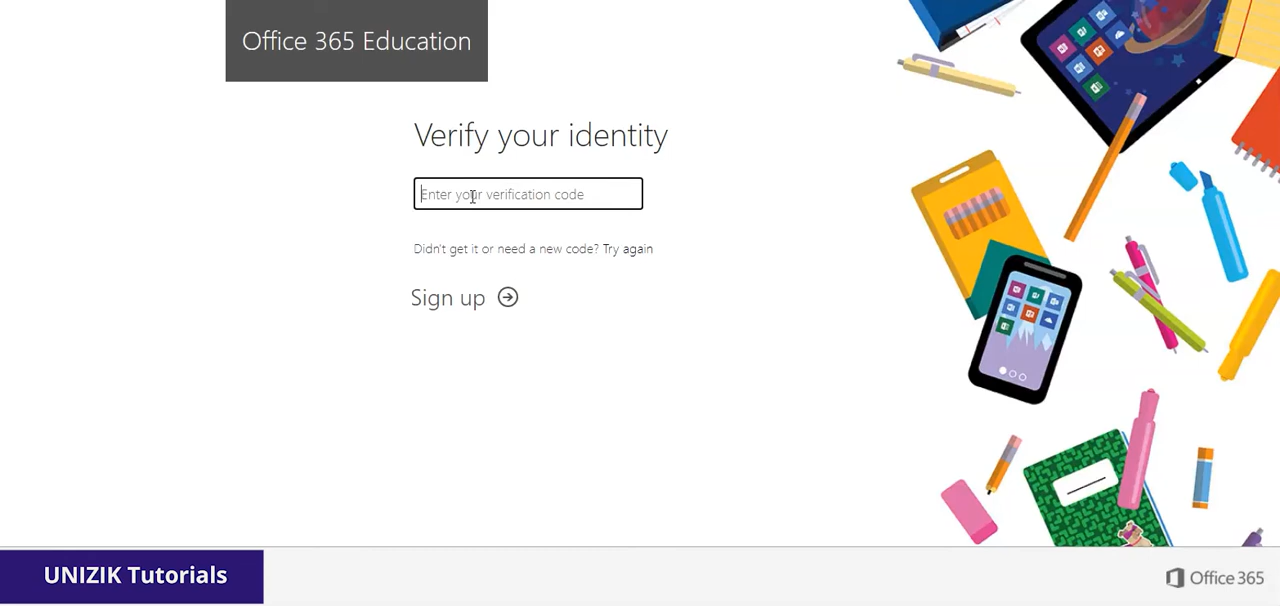 Office 365 Education
Verify your identity
Enter your verification code
Didn't get it or need a new code? Try again
Sign up
UNIZIK Tutorials
Office 365